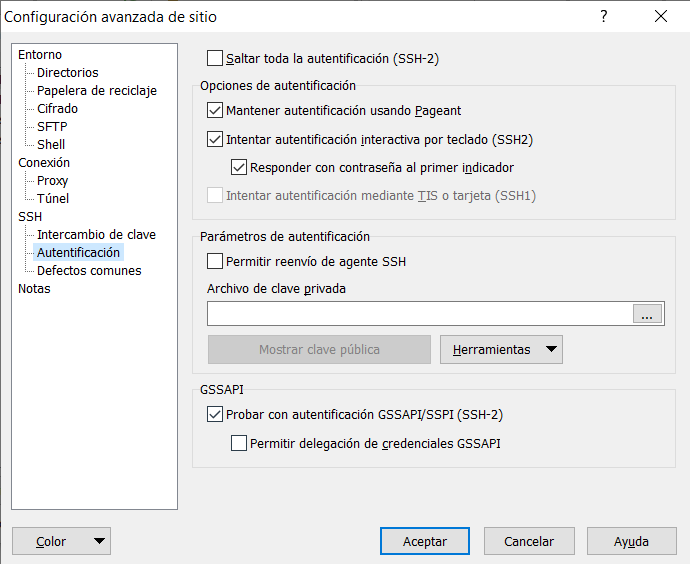 Configuración avanzada de sitio
Entorno
Directorios
Papelera de reciclaje
Cifrado
SFTP
Shell
Conexión
Proxy
Túnel
SSH
Intercambio de clave
Autentificación
Defectos comunes
Notas
Saltar toda la autentificación (SSH-2)
Opciones de autentificación
Mantener autentificación usando Pageant
Intentar autentificación interactiva por teclado (SSH2)
Responder con contraseña al primer indicador
Intentar autentificación mediante TIS o tarjeta (SSH1)
Parámetros de autentificación
Permitir reenvío de agente SSH
Archivo de clave privada
...
Mostrar clave pública
Herramientas
GSSAPI
Probar con autentificación GSSAPI/SSPI (SSH-2)
Permitir delegación de credenciales GSSAPI
Color
Aceptar
Cancelar
Ayuda